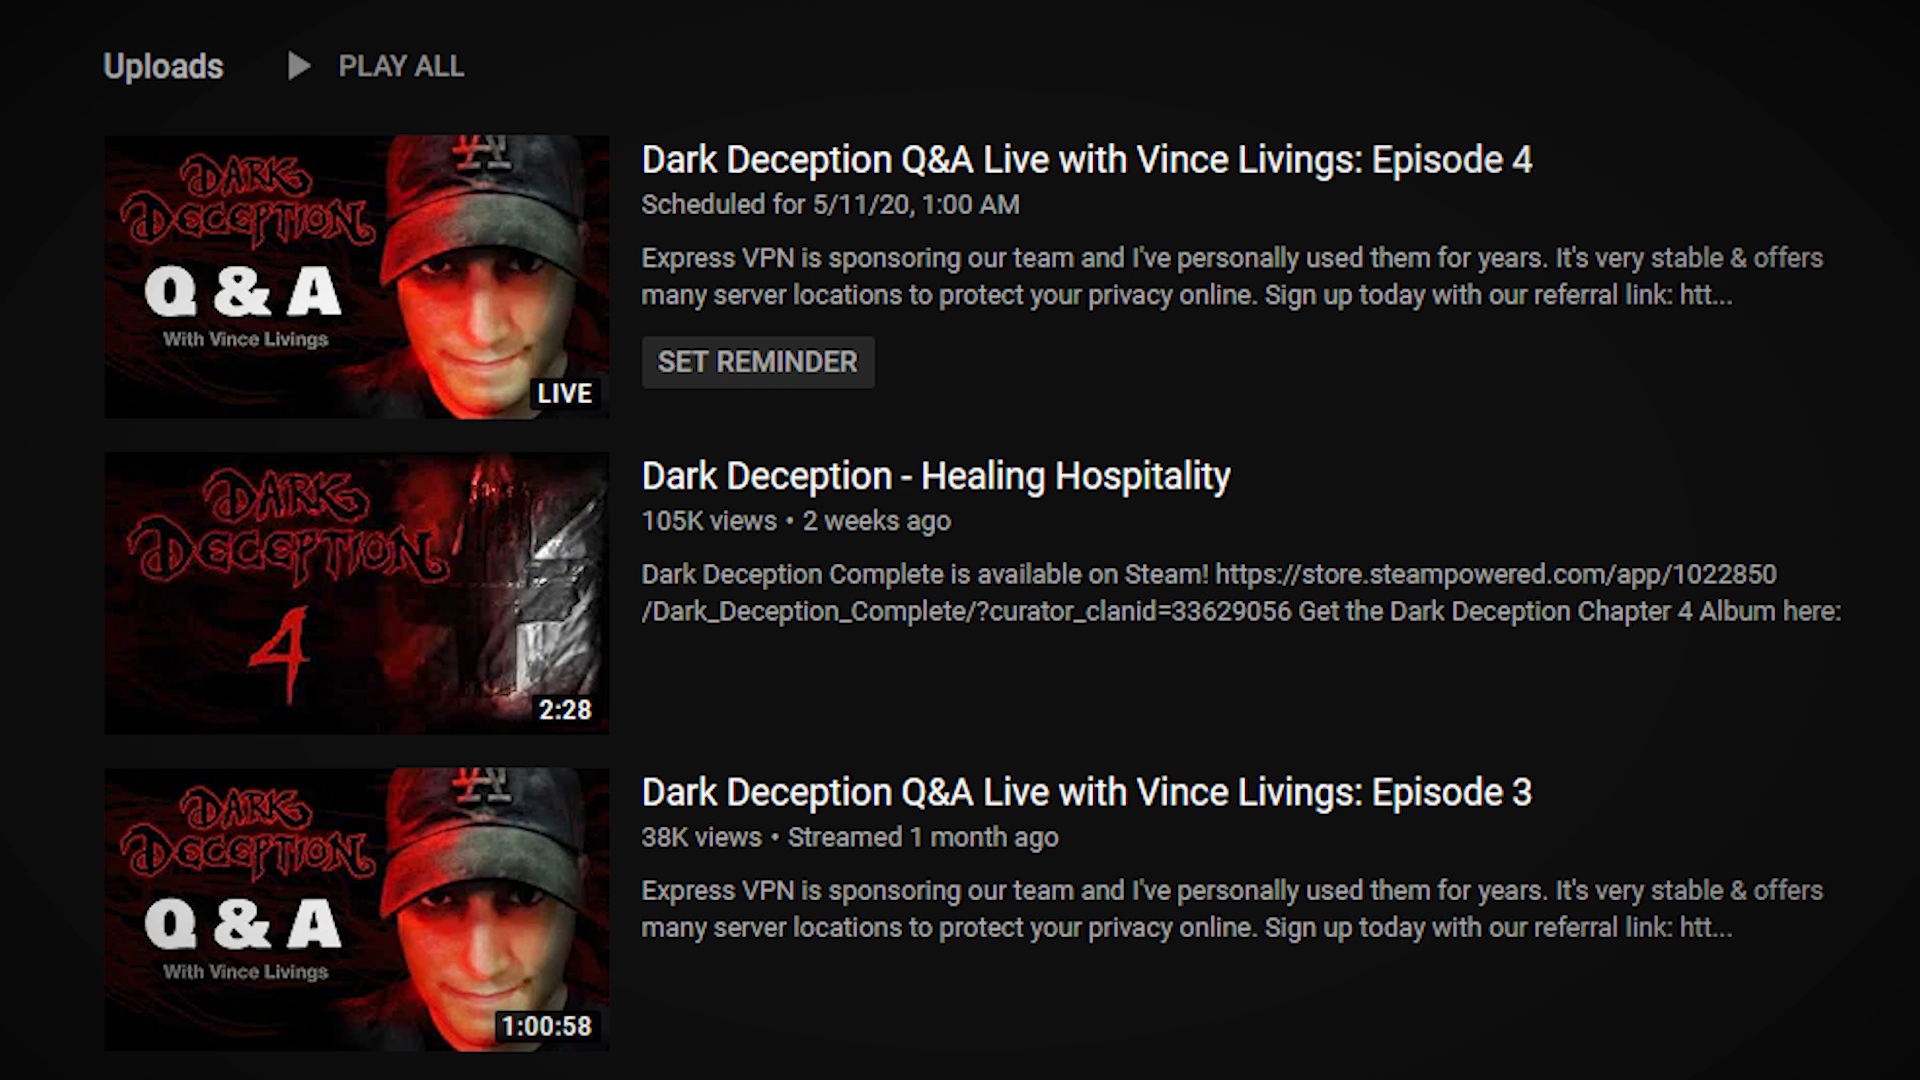 Uploads
PLAY ALL
DARK
DECEPTION
Q & A
With Vince Livings
LIVE
Dark Deception Q&A Live with Vince Livings: Episode 4
Scheduled for 5/11/20, 1:00 AM
Express VPN is sponsoring our team and I've personally used them for years. It's very stable & offers
many server locations to protect your privacy online. Sign up today with our referral link: htt...
SET REMINDER
DARK
DECEPTION
4
2:28
Dark Deception - Healing Hospitality
105K views • 2 weeks ago
Dark Deception Complete is available on Steam! https://store.steampowered.com/app/1022850
/Dark_Deception_Complete/?curator_clanid=33629056 Get the Dark Deception Chapter 4 Album here:
DARK
DECEPTION
Q & A
With Vince Livings
1:00:58
Dark Deception Q&A Live with Vince Livings: Episode 3
38K views • Streamed 1 month ago
Express VPN is sponsoring our team and I've personally used them for years. It's very stable & offers
many server locations to protect your privacy online. Sign up today with our referral link: htt...